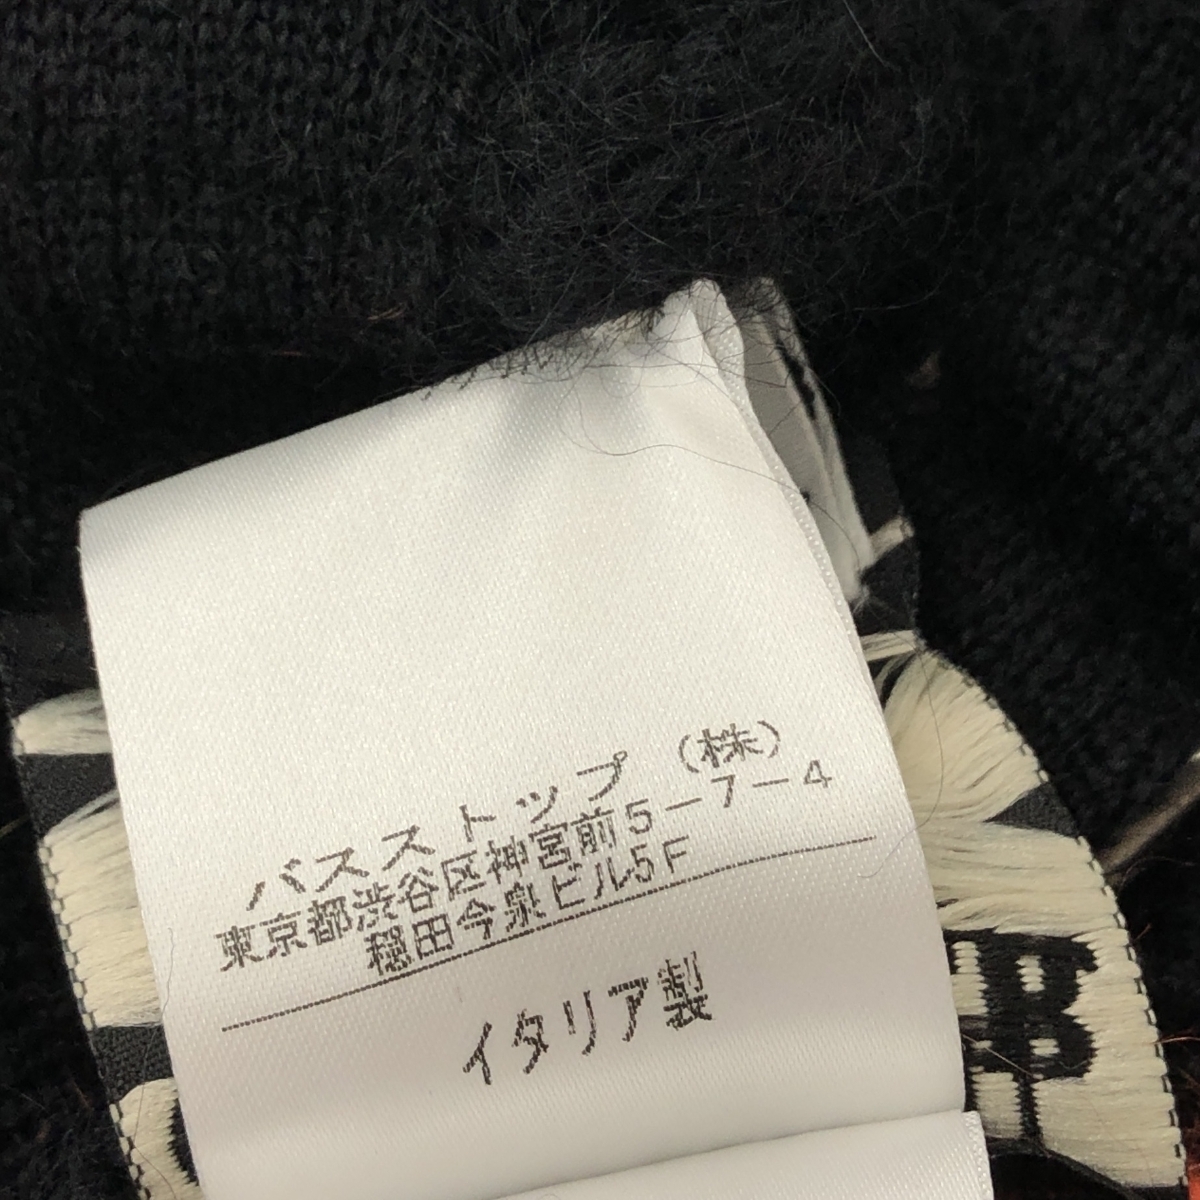 バスストップ (株)
東京都渋谷区神宮前5-7-4
穏田今泉ビル5F
イタリア製